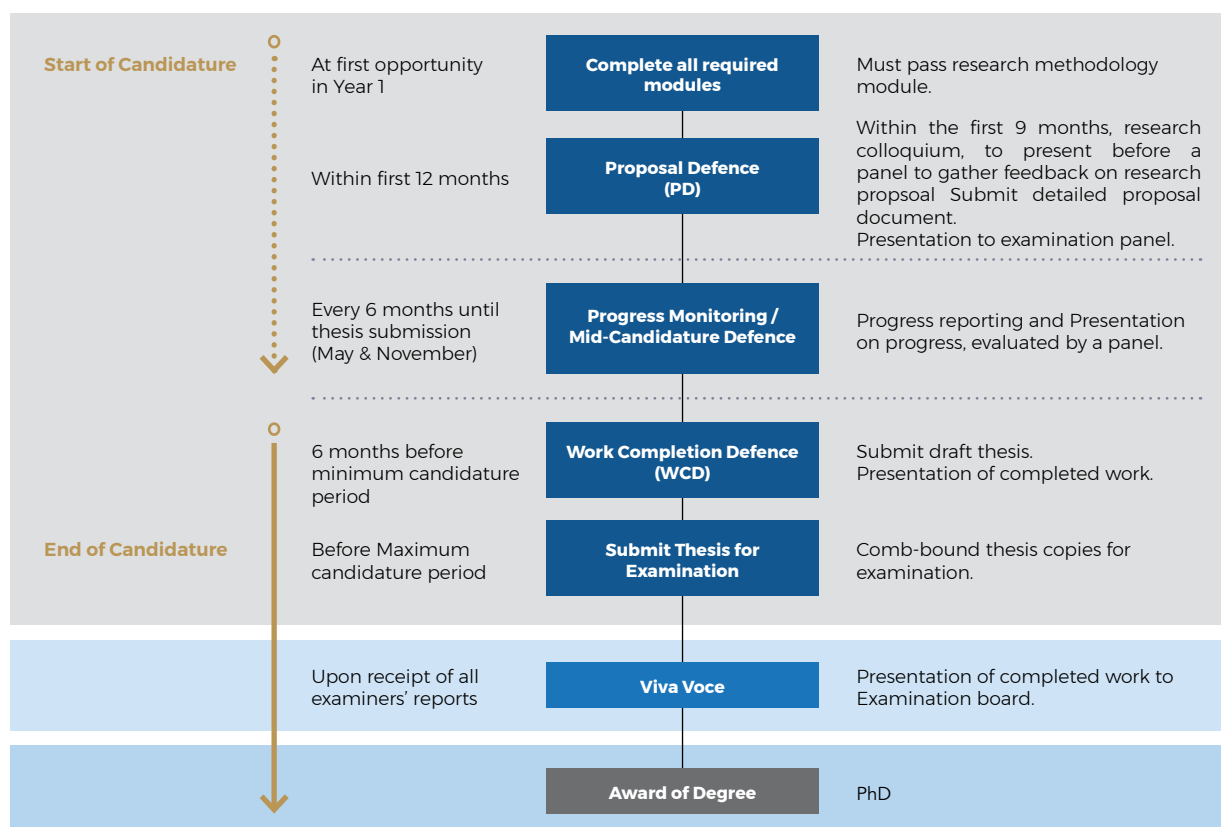 Start of Candidature
At first opportunity
in Year 1
Complete all required
modules
Must pass research methodology
module.
Within first 12 months
Proposal Defence
(PD)
Within the first 9 months, research
colloquium, to present before a
panel to gather feedback on research
propsoal Submit detailed proposal
document.
Presentation to examination panel.
Every 6 months until
thesis submission
(May & November)
Progress Monitoring /
Mid-Candidature Defence
Progress reporting and Presentation
on progress, evaluated by a panel.
6 months before
minimum candidature
period
Work Completion Defence
(WCD)
Submit draft thesis.
Presentation of completed work.
End of Candidature
Before Maximum
candidature period
Submit Thesis for
Examination
Comb-bound thesis copies for
examination.
Upon receipt of all
examiners’ reports
Viva Voce
Presentation of completed work to
Examination board.
Award of Degree
PhD